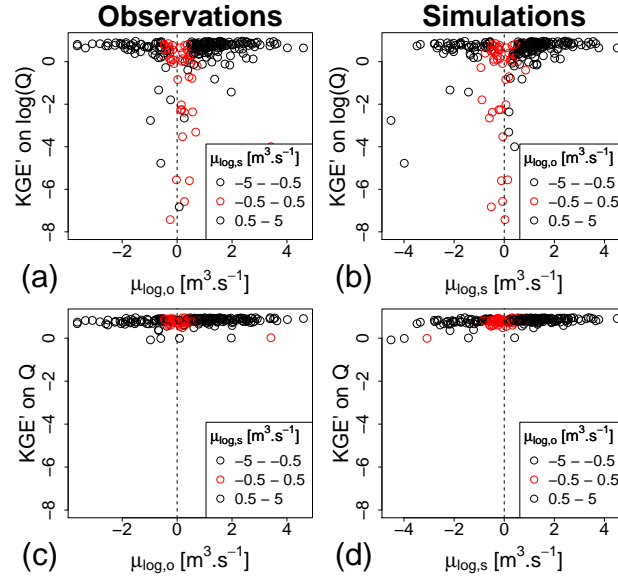 Observations
Simulations
KGE' on log(Q)
0
−2
−4
−6
−8
μlog,s [m3.s−1]
−5 − −0.5
−0.5 − 0.5
0.5 − 5
−2
0
2
4
(a)
μlog,o [m3.s−1]
KGE' on log(Q)
0
−2
−4
−6
−8
μlog,o [m3.s−1]
−5 − −0.5
−0.5 − 0.5
0.5 − 5
−4
−2
0
2
4
(b)
μlog,s [m3.s−1]
KGE' on Q
0
−2
−4
−6
−8
μlog,s [m3.s−1]
−5 − −0.5
−0.5 − 0.5
0.5 − 5
−2
0
2
4
(c)
μlog,o [m3.s−1]
KGE' on Q
0
−2
−4
−6
−8
μlog,o [m3.s−1]
−5 − −0.5
−0.5 − 0.5
0.5 − 5
−4
−2
0
2
4
(d)
μlog,s [m3.s−1]